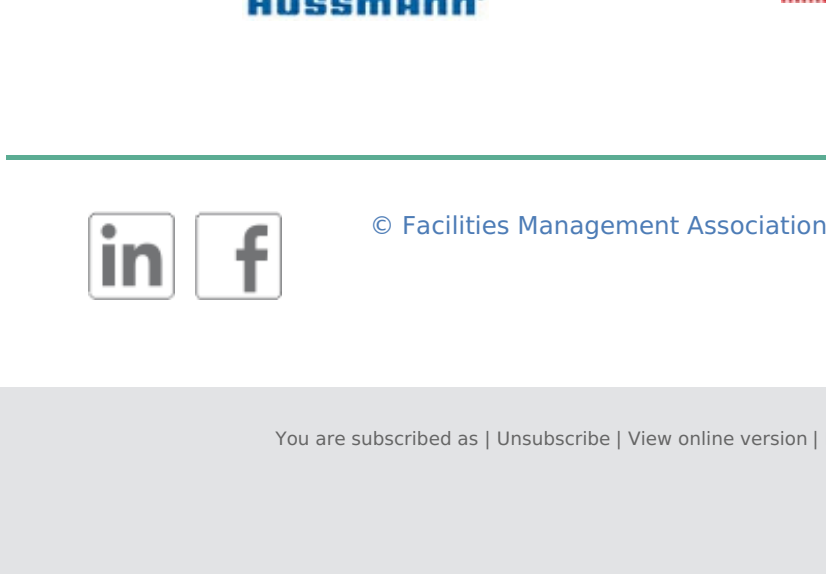 HUSSMANN
in f
© Facilities Management Association
You are subscribed as | Unsubscribe | View online version |